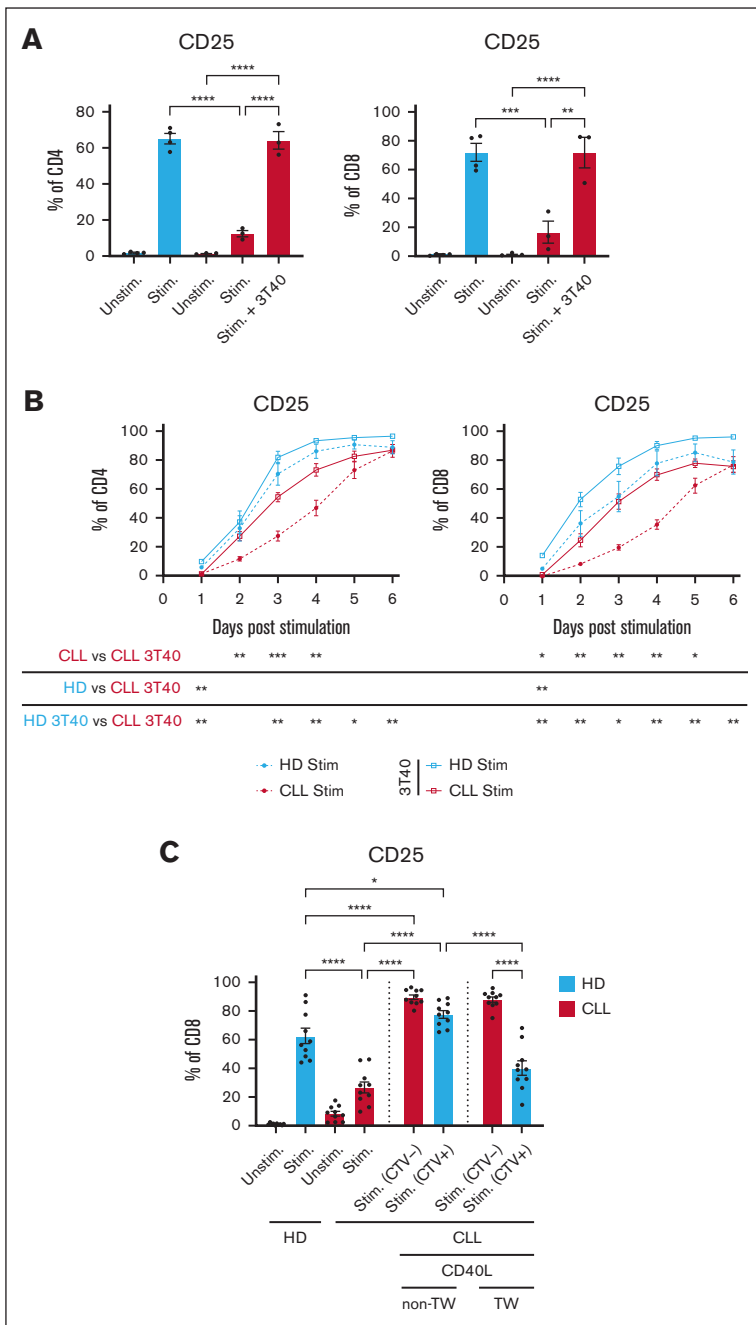 A
CD25
CD25
****
****
****
****
***
**
% of CD4
80
60
40
20
0
Unstim.
Stim.
Unstim.
Stim.
Stim. + 3T40
% of CD8
100
80
60
40
20
0
Unstim.
Stim.
Unstim.
Stim.
Stim. + 3T40
B
CD25
CD25
% of CD4
100
80
60
40
20
0
0 1 2 3 4 5 6
Days post stimulation
% of CD8
100
80
60
40
20
0
0 1 2 3 4 5 6
Days post stimulation
CLL vs CLL 3T40 ** *** ** * ** ** ** *
HD vs CLL 3T40 ** **
HD 3T40 vs CLL 3T40 ** ** ** * ** ** ** * ** ** **
HD Stim
CLL Stim
3T40
HD Stim
CLL Stim
C
CD25
*
****
**** ****
**** **** ****
HD
CLL
% of CD8
100
80
60
40
20
0
Unstim.
Stim.
Unstim.
Stim.
Stim. (CTV−)
Stim. (CTV+)
Stim. (CTV−)
Stim. (CTV+)
HD CLL
CD40L
non-TW TW